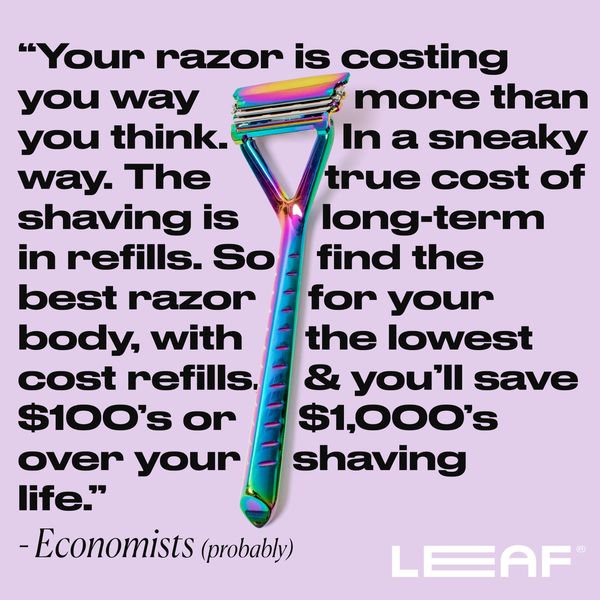 “Your razor is costing
you way more than
you think. In a sneaky
way. The true cost of
shaving is long-term
in refills. So find the
best razor for your
body, with the lowest
cost refills. & you’ll save
$100’s or $1,000’s
over your shaving
life.”
- Economists (probably)
LEAF®